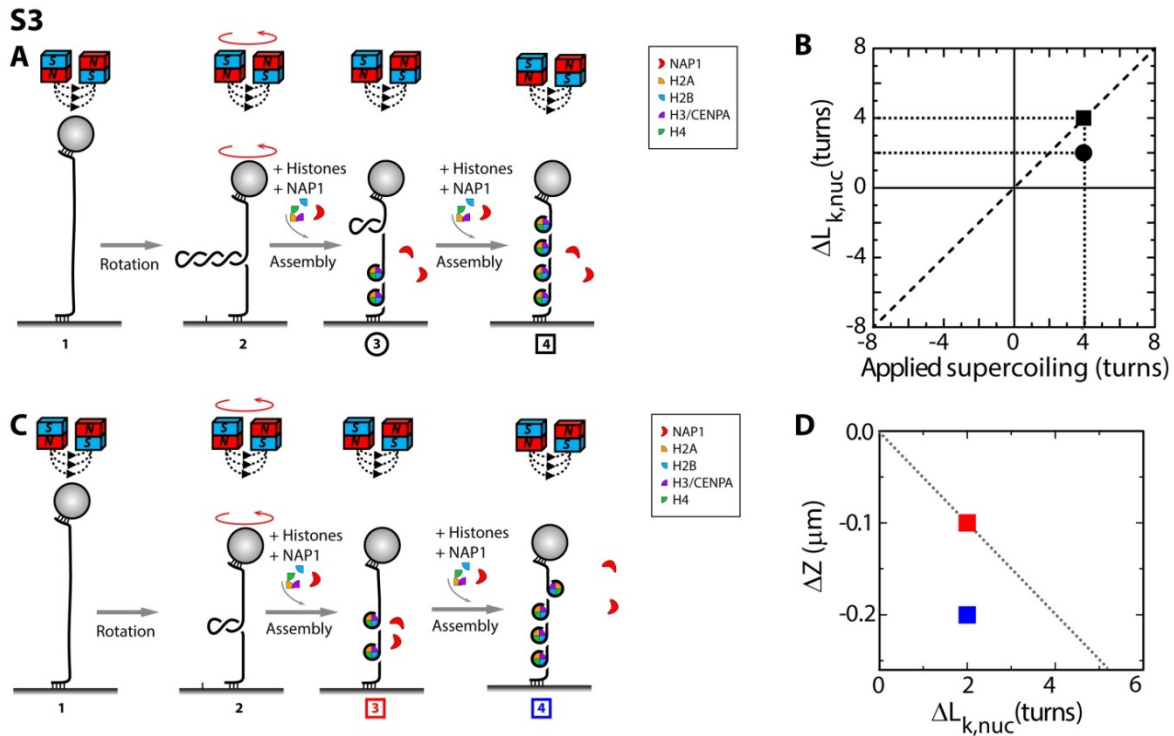 S3
A
S N
N S
S N
N S
S N
N S
S N
N S
NAP1
H2A
H2B
H3/CENPA
H4
+ Histones
+ NAP1
+ Histones
+ NAP1
Rotation
Assembly
Assembly
1
2
3
4
B
8
4
0
-4
-8
-8 -4 0 4 8
ΔLk,nuc(turns)
Applied supercoiling (turns)
C
S N
N S
S N
N S
S N
N S
S N
N S
NAP1
H2A
H2B
H3/CENPA
H4
+ Histones
+ NAP1
+ Histones
+ NAP1
Rotation
Assembly
Assembly
1
2
3
4
D
0.0
-0.1
-0.2
0 2 4 6
ΔZ (μm)
ΔLk,nuc(turns)